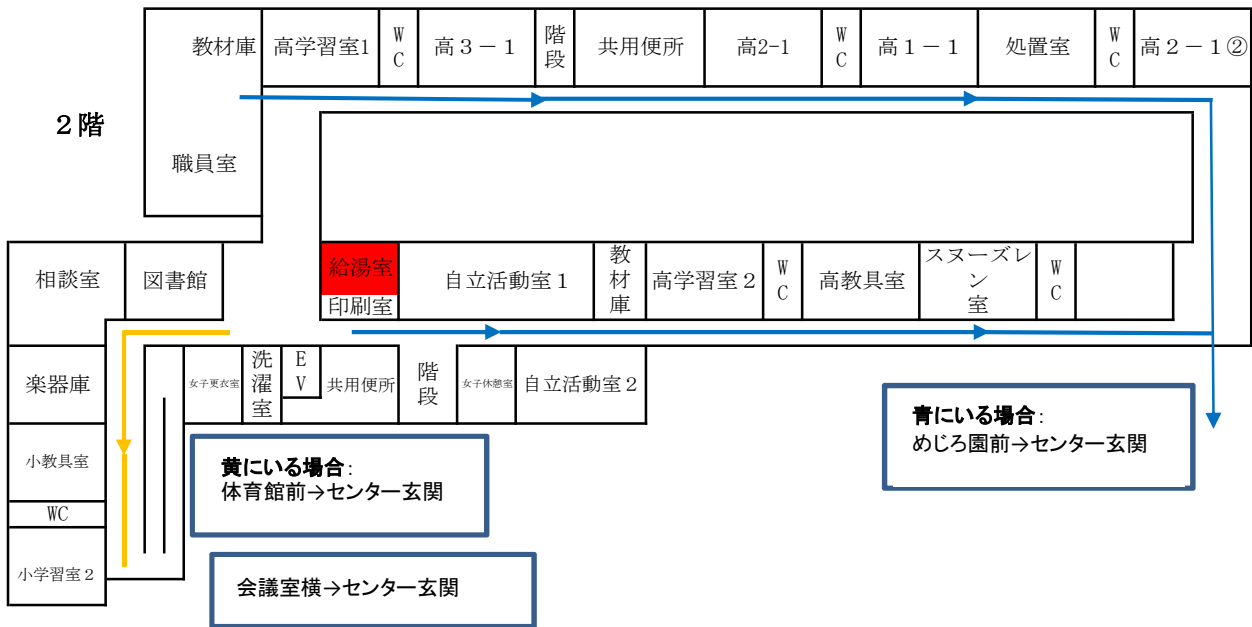 教材庫
高学習室1
WC
高３－１
階段
共用便所
高2-1
WC
高１－１
処置室
WC
高２－１②
２階
職員室
相談室
図書館
給湯室
印刷室
自立活動室１
教材庫
高学習室２
WC
高教具室
スヌーズレン
室
WC
楽器庫
女子更衣室
洗濯室
EV
共用便所
階段
女子休憩室
自立活動室２
小教具室
WC
小学習室２
黄にいる場合：
体育館前→センター玄関
会議室横→センター玄関
青にいる場合：
めじろ園前→センター玄関